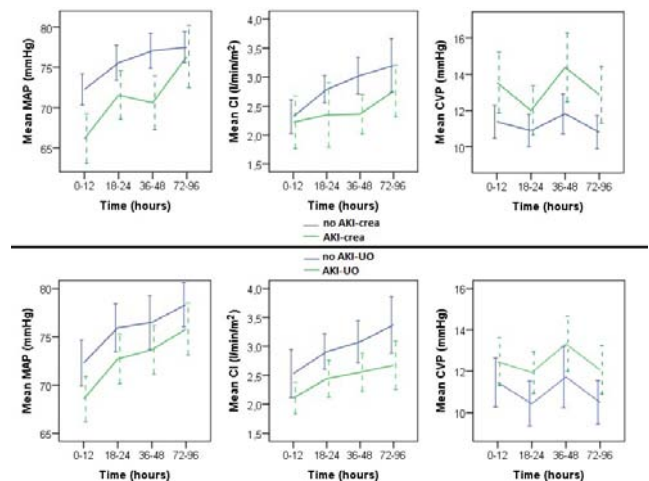 Mean MAP (mmHg)
80
75
70
65
0-12 18-24 36-48 72-96
Time (hours)
Mean CI (l/min/m²)
4,0
3,5
3,0
2,5
2,0
1,5
0-12 18-24 36-48 72-96
Time (hours)
Mean CVP (mmHg)
16
14
12
10
0-12 18-24 36-48 72-96
Time (hours)
no AKI-crea
AKI-crea
no AKI-UO
AKI-UO
Mean MAP (mmHg)
80
75
70
65
0-12 18-24 36-48 72-96
Time (hours)
Mean CI (l/min/m²)
4,0
3,5
3,0
2,5
2,0
1,5
0-12 18-24 36-48 72-96
Time (hours)
Mean CVP (mmHg)
16
14
12
10
0-12 18-24 36-48 72-96
Time (hours)